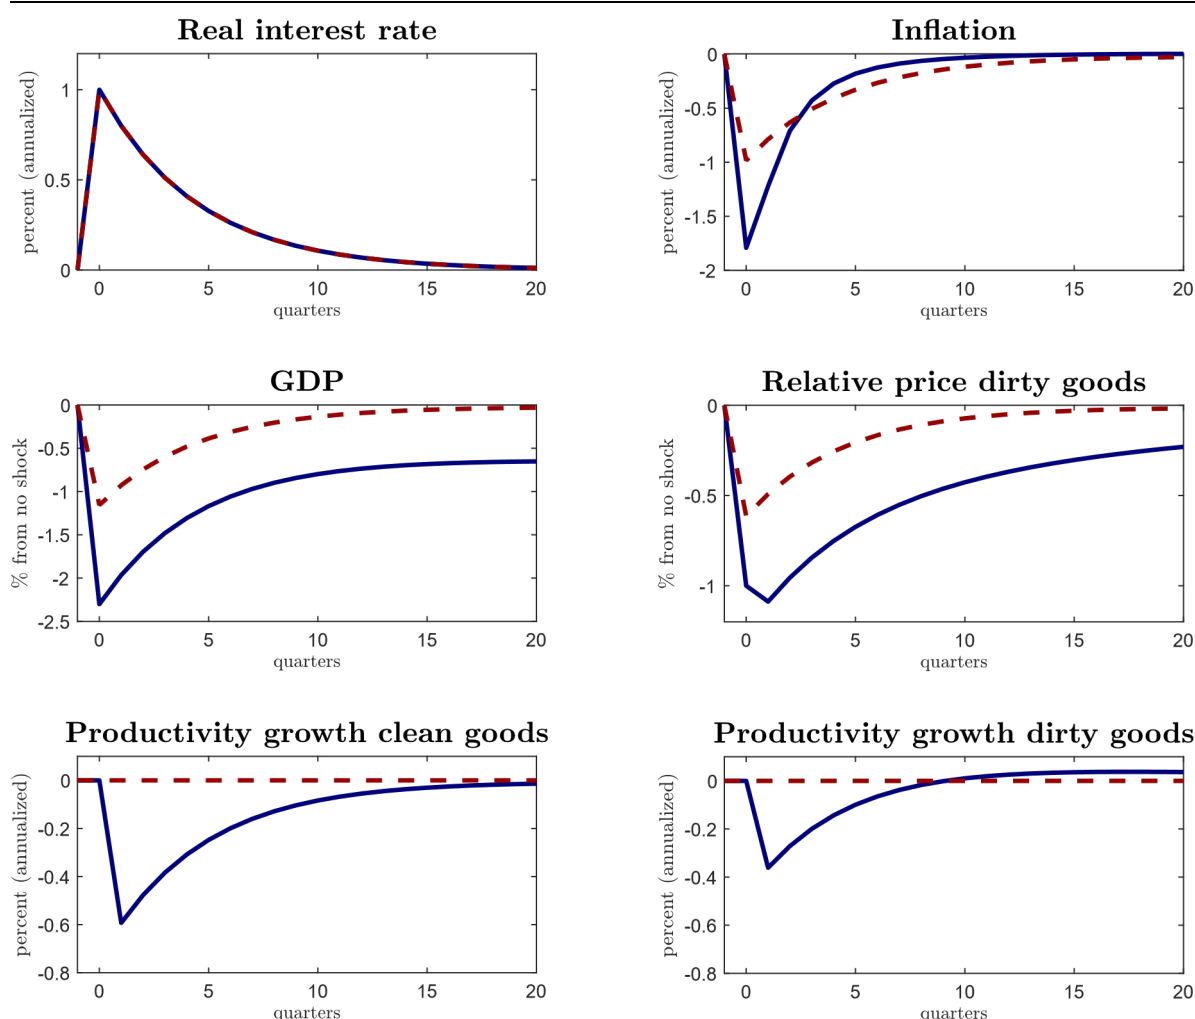 Real interest rate
percent (annualized)
1
0.5
0
0 5 10 15 20
quarters
Inflation
percent (annualized)
0
-0.5
-1
-1.5
-2
0 5 10 15 20
quarters
GDP
% from no shock
0
-0.5
-1
-1.5
-2
-2.5
0 5 10 15 20
quarters
Relative price dirty goods
% from no shock
0
-0.5
-1
0 5 10 15 20
quarters
Productivity growth clean goods
percent (annualized)
0
-0.2
-0.4
-0.6
-0.8
0 5 10 15 20
quarters
Productivity growth dirty goods
percent (annualized)
0
-0.2
-0.4
-0.6
-0.8
0 5 10 15 20
quarters